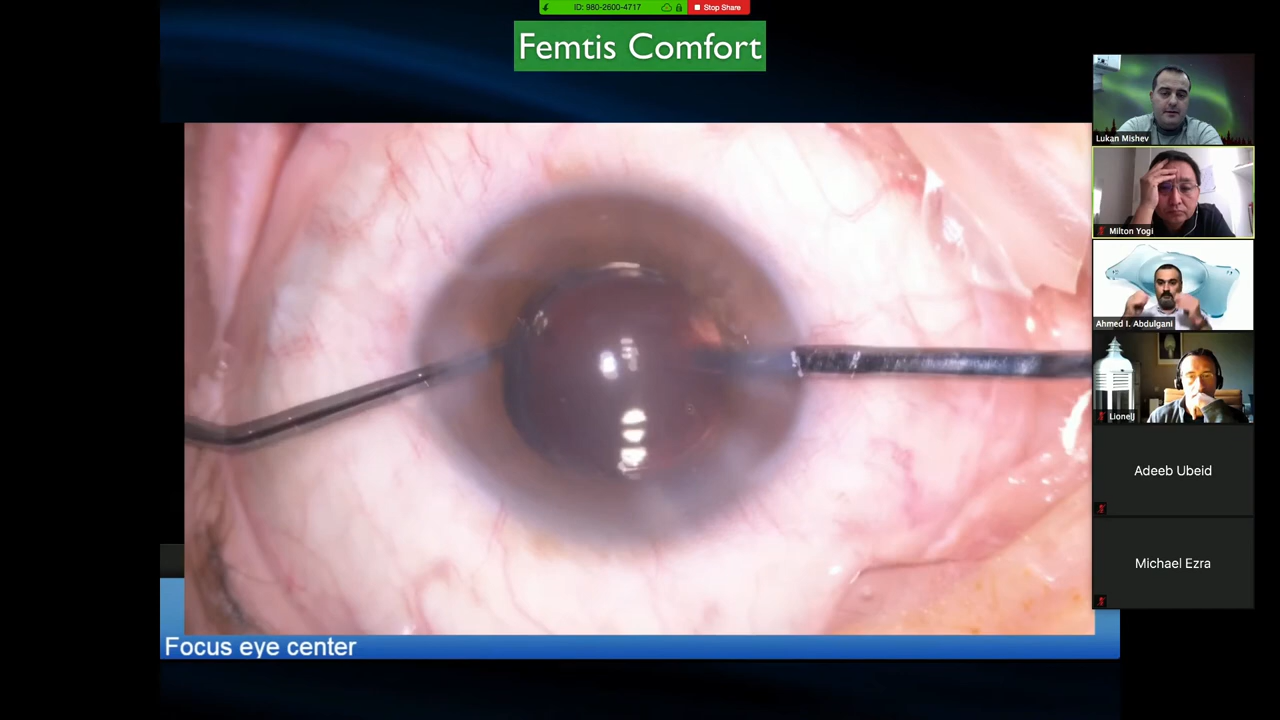 ID: 980-2600-4717
Stop Share
Femtis Comfort
Lukan Mishev
Milton Yogi
Ahmed I. Abdulgani
LionelJ
Adeeb Ubeid
Michael Ezra
Focus eye center